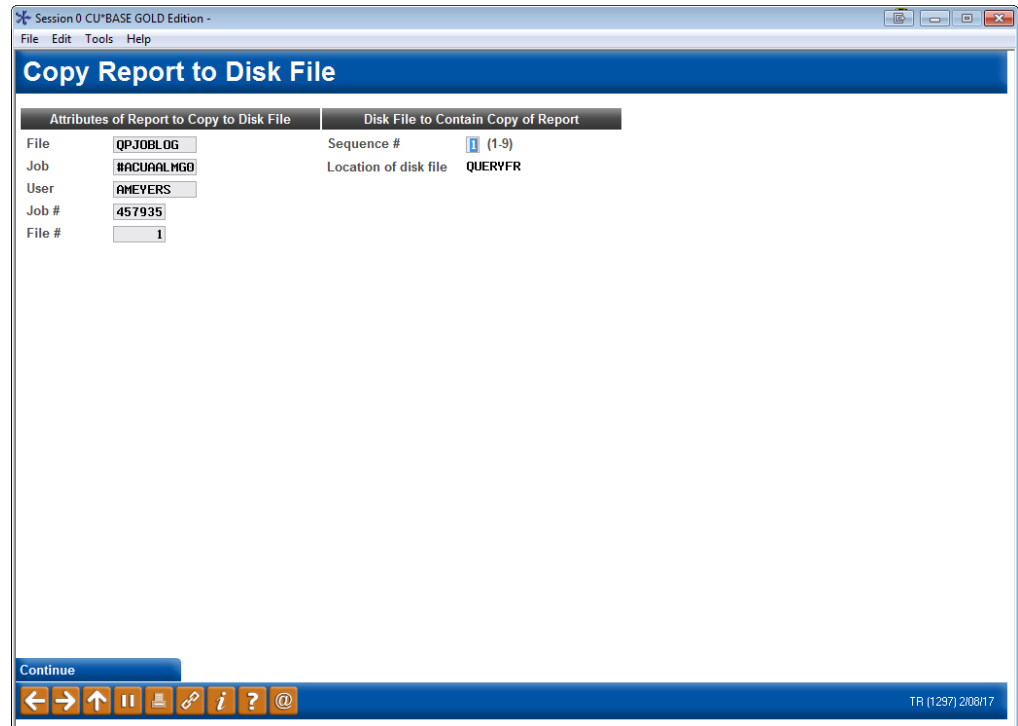 Session 0 CU*BASE GOLD Edition -
File Edit Tools Help
Copy Report to Disk File
Attributes of Report to Copy to Disk File
Disk File to Contain Copy of Report
File QPJOBLOG
Sequence # 1 (1-9)
Job #ACUAALMG0
Location of disk file QUERYFR
User AMEYERS
Job # 457935
File # 1
Continue
i ? @
TR (1297) 2/08/17